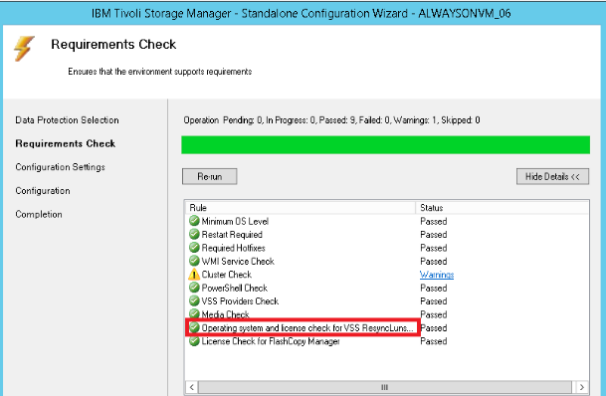 IBM Tivoli Storage Manager - Standalone Configuration Wizard - ALWAYSONVM_06
Requirements Check
Ensures that the environment supports requirements
Data Protection Selection
Requirements Check
Configuration Settings
Configuration
Completion
Operation Pending: 0, In Progress: 0, Passed: 9, Failed: 0, Warnings: 1, Skipped: 0
Re-run
Hide Details <<
Rule Status
Minimum OS Level Passed
Restart Required Passed
Required Hotfixes Passed
WMI Service Check Passed
Cluster Check Warnings
PowerShell Check Passed
VSS Providers Check Passed
Media Check Passed
Operating system and license check for VSS ResyncLuns... Passed
License Check for FlashCopy Manager Passed